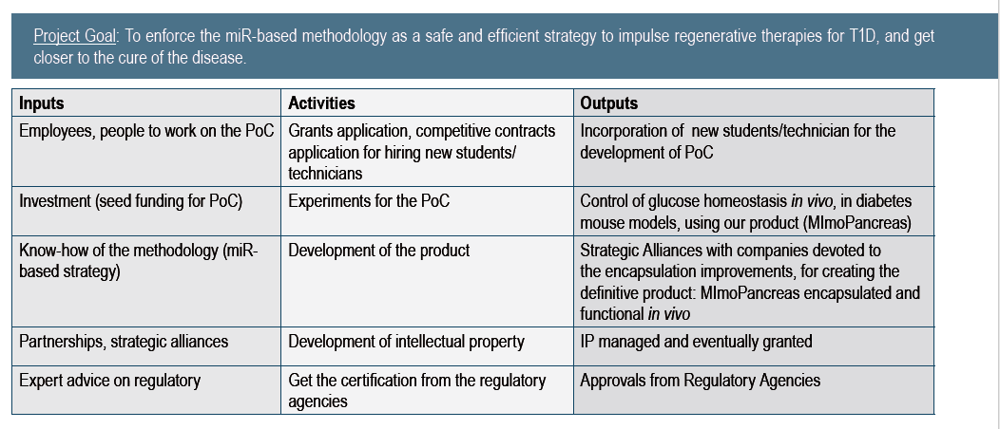 Project Goal: To enforce the miR-based methodology as a safe and efficient strategy to impulse regenerative therapies for T1D, and get
closer to the cure of the disease.
Inputs
Activities
Outputs
Employees, people to work on the PoC
Grants application, competitive contracts
application for hiring new students/
technicians
Incorporation of new students/technician for the
development of PoC
Investment (seed funding for PoC)
Experiments for the PoC
Control of glucose homeostasis in vivo, in diabetes
mouse models, using our product (MImoPancreas)
Know-how of the methodology (miR-
based strategy)
Development of the product
Strategic Alliances with companies devoted to
the encapsulation improvements, for creating the
definitive product: MImoPancreas encapsulated and
functional in vivo
Partnerships, strategic alliances
Development of intellectual property
IP managed and eventually granted
Expert advice on regulatory
Get the certification from the regulatory
agencies
Approvals from Regulatory Agencies